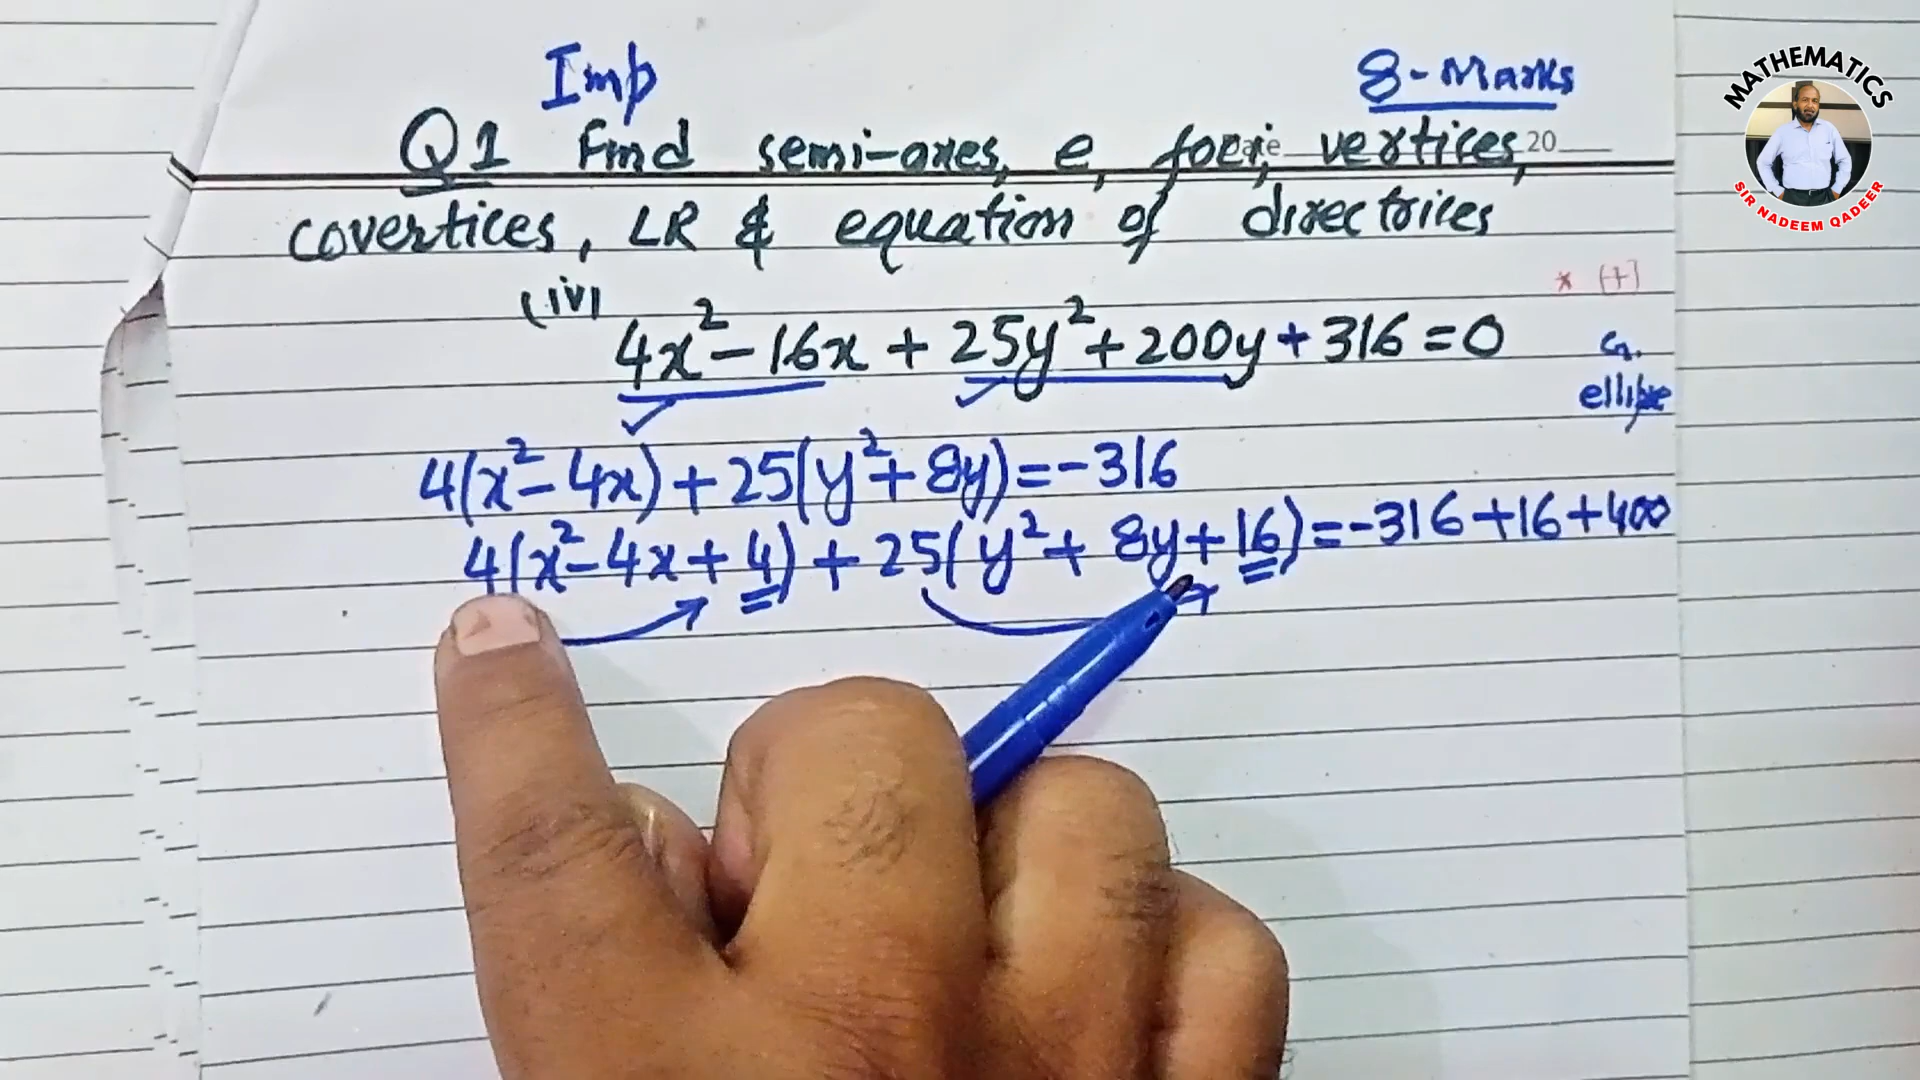 Imp
8-Marks
MATHEMATICS
SIR NADEEM QADEER
Q1 Find semi-axes, e, foci, vertices, 20
covertices, LR & equation of directrices
* [+]
(iv)
4x²-16x + 25y²+200y+316=0
ellipse
4(x²-4x)+25(y²+8y)=-316
4(x²-4x+4)+25(y²+8y+16)=-316+16+400